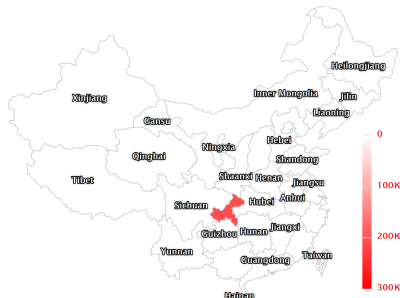 Heilongjiang
Jilin
Liaoning
Inner Mongolia
Xinjiang
Gansu
Hebei
Ningxia
Qinghai
Shandong
Shaanxi
Henan
Tibet
Jiangsu
Anhui
Sichuan
Hubei
Guizhou
Hunan
Jiangxi
Yunnan
Guangdong
Taiwan
Hainan
0
100K
200K
300K